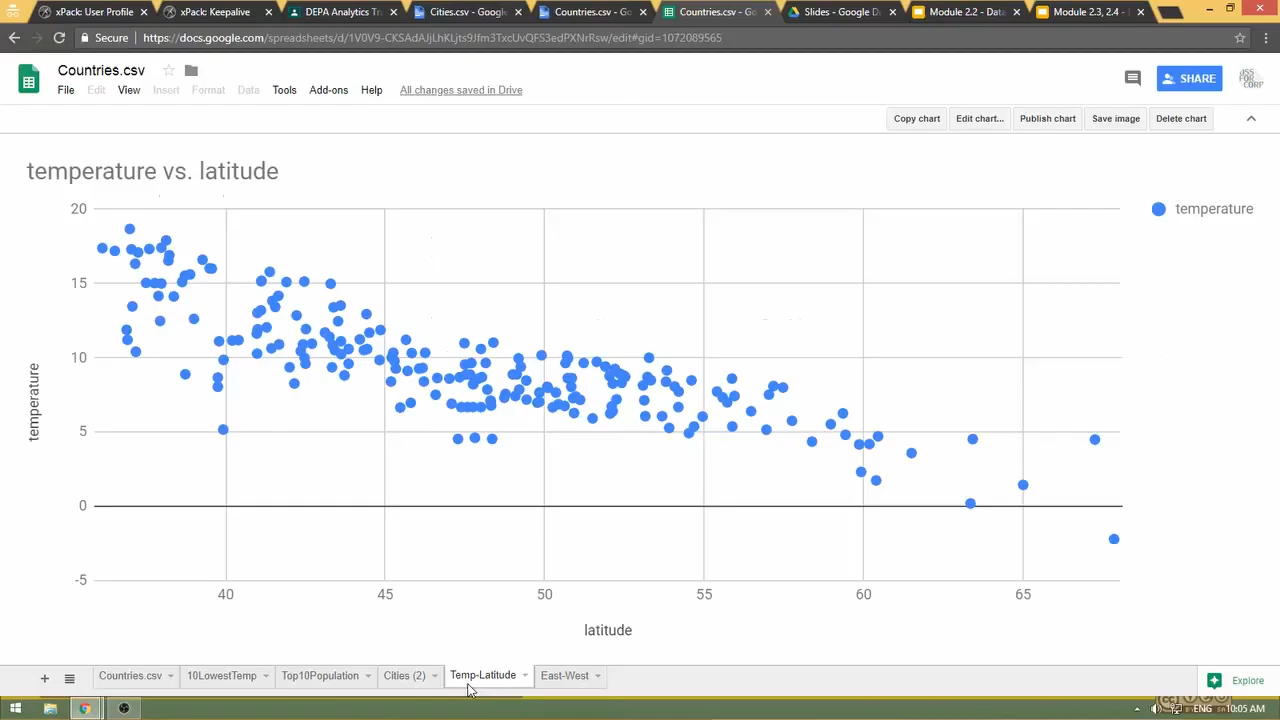 xPack: User Profile
xPack: Keepalive
DEPA Analytics Tr
Cities.csv - Google
Countries.csv - Go
Countries.csv - Go
Slides - Google D
Module 2.2 - Data
Module 2.3, 2.4 -
Secure https://docs.google.com/spreadsheets/d/1V0V9-CKSAdAJjLhKLjts9Jfm3TxcUvQFS3edPXNrRsw/edit#gid=1072089565
Countries.csv
File Edit View Insert Format Data Tools Add-ons Help All changes saved in Drive
SHARE
Copy chart Edit chart... Publish chart Save image Delete chart
temperature vs. latitude
temperature
20
15
10
5
0
-5
temperature
40 45 50 55 60 65
latitude
Countries.csv 10LowestTemp Top10Population Cities (2) Temp-Latitude East-West
Explore
ENG 10:05 AM